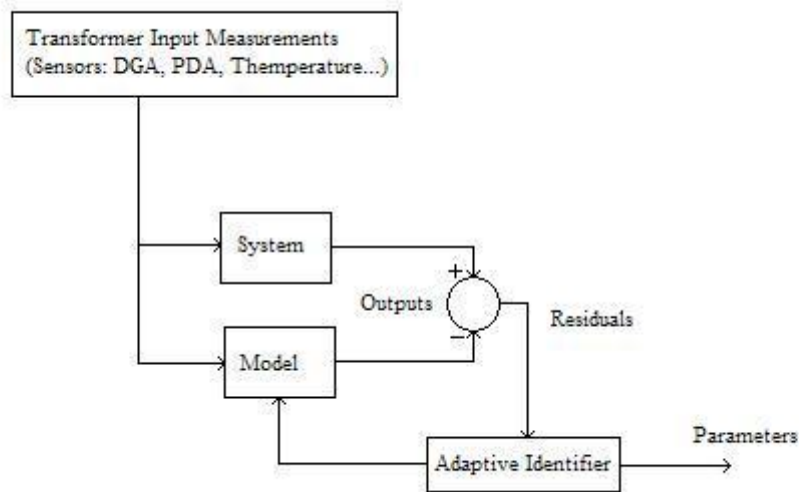 Transformer Input Measurements
(Sensors: DGA, PDA, Themperature...)
System
+
Outputs
−
Residuals
Model
Parameters
Adaptive Identifier